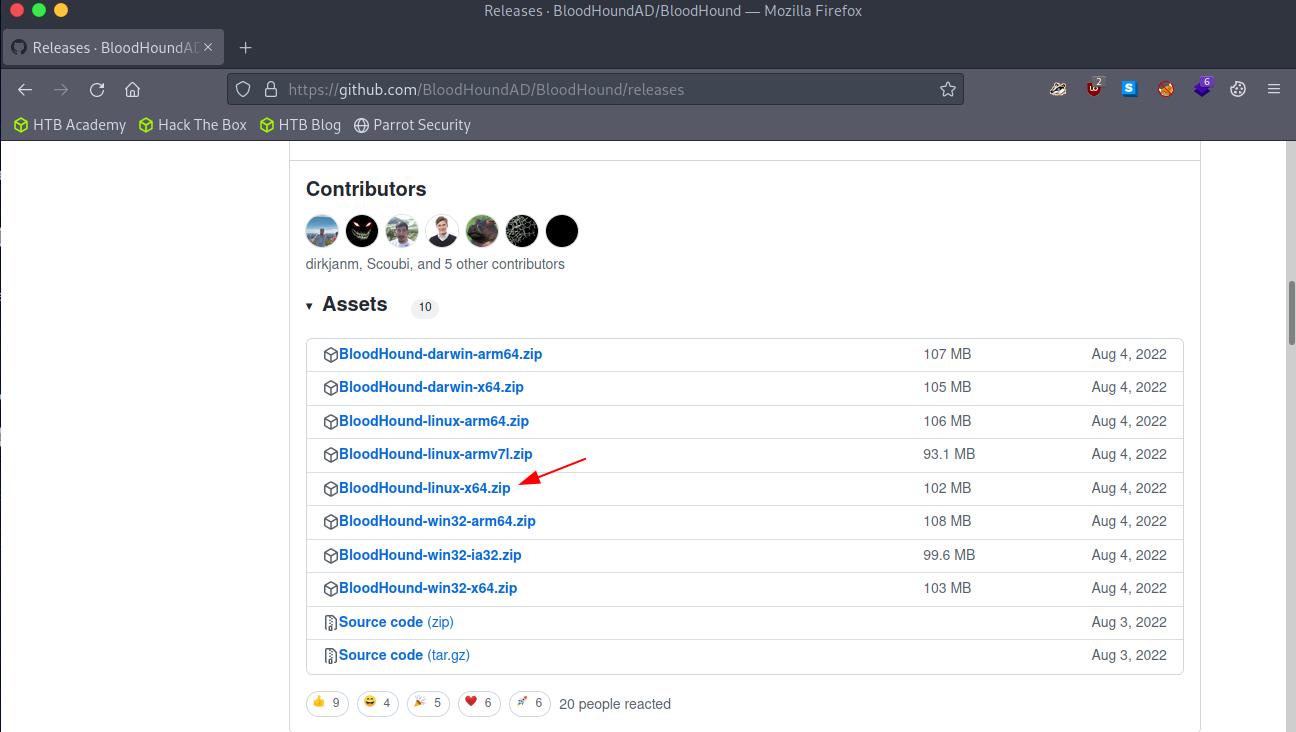 Releases · BloodHoundAD/BloodHound — Mozilla Firefox
Releases · BloodHoundAD
https://github.com/BloodHoundAD/BloodHound/releases
2
S
6
HTB Academy
Hack The Box
HTB Blog
Parrot Security
Contributors
dirkjanm, Scoubi, and 5 other contributors
Assets 10
BloodHound-darwin-arm64.zip 107 MB Aug 4, 2022
BloodHound-darwin-x64.zip 105 MB Aug 4, 2022
BloodHound-linux-arm64.zip 106 MB Aug 4, 2022
BloodHound-linux-armv7l.zip 93.1 MB Aug 4, 2022
BloodHound-linux-x64.zip 102 MB Aug 4, 2022
BloodHound-win32-arm64.zip 108 MB Aug 4, 2022
BloodHound-win32-ia32.zip 99.6 MB Aug 4, 2022
BloodHound-win32-x64.zip 103 MB Aug 4, 2022
Source code (zip) Aug 3, 2022
Source code (tar.gz) Aug 3, 2022
👍 9 😄 4 🎉 5 ❤️ 6 🚀 6 20 people reacted